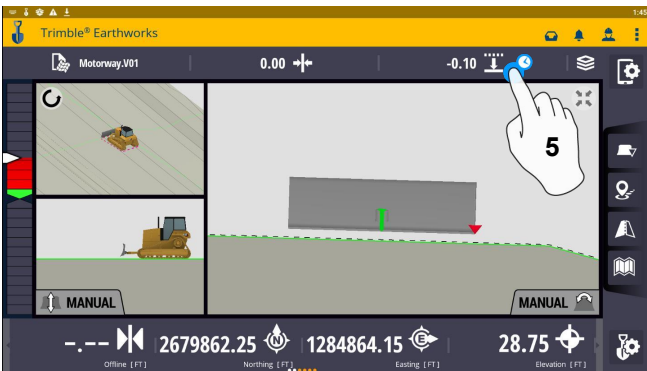 1:45
Trimble® Earthworks
Motorway.V01
0.00
-0.10
5
MANUAL
MANUAL
-.-- 2679862.25 1284864.15 28.75
Offline [FT] Northing [FT] Easting [FT] Elevation [FT]